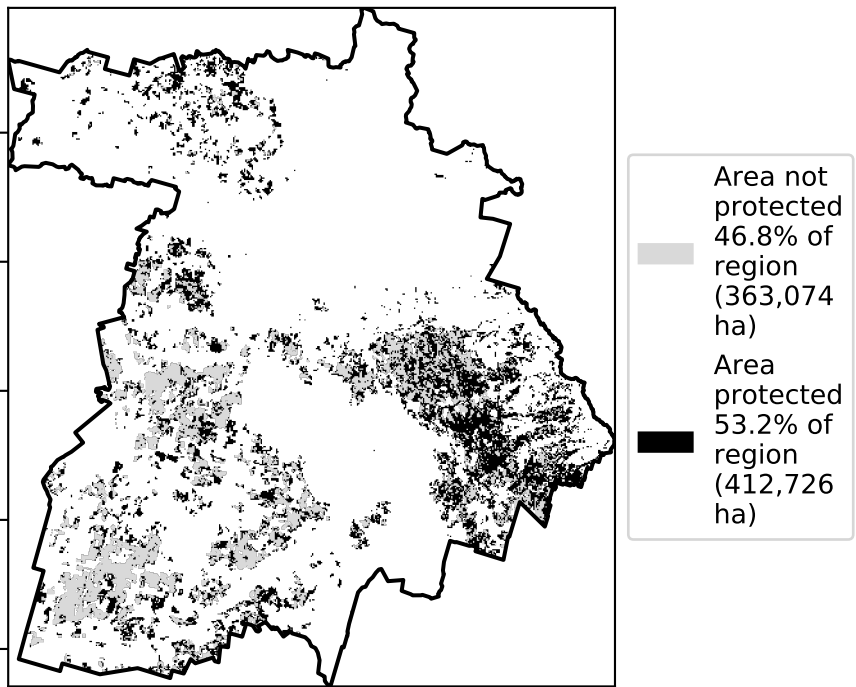 Area not
protected
46.8% of
region
(363,074
ha)
Area
protected
53.2% of
region
(412,726
ha)